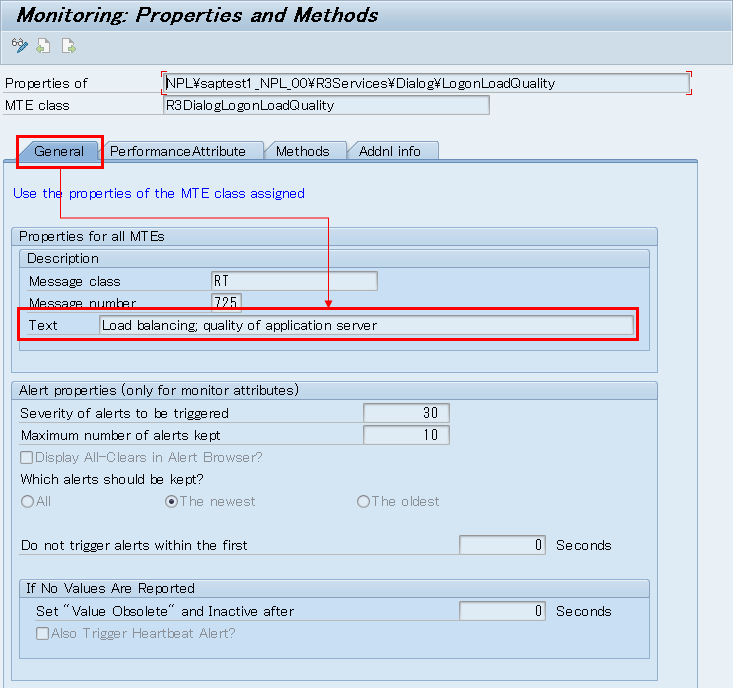 Monitoring: Properties and Methods
Properties of NPL¥saptest1_NPL_00¥R3Services¥Dialog¥LogonLoadQuality
MTE class R3DialogLogonLoadQuality
General PerformanceAttribute Methods Addnl info
Use the properties of the MTE class assigned
Properties for all MTEs
Description
Message class RT
Message number 725
Text Load balancing; quality of application server
Alert properties (only for monitor attributes)
Severity of alerts to be triggered 30
Maximum number of alerts kept 10
Display All-Clears in Alert Browser?
Which alerts should be kept?
All The newest The oldest
Do not trigger alerts within the first 0 Seconds
If No Values Are Reported
Set "Value Obsolete" and Inactive after 0 Seconds
Also Trigger Heartbeat Alert?